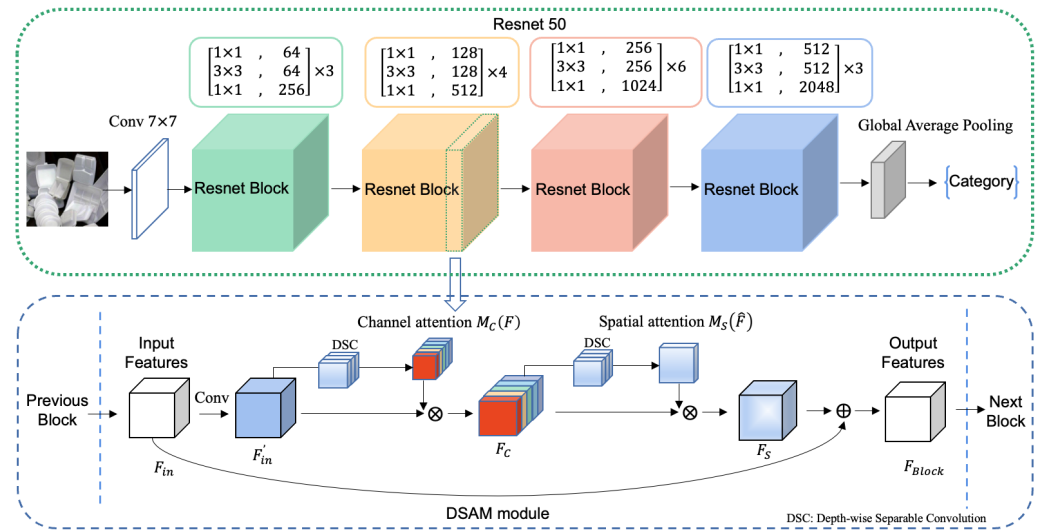 Resnet 50
[1×1 , 64
3×3 , 64
1×1 , 256] ×3
[1×1 , 128
3×3 , 128
1×1 , 512] ×4
[1×1 , 256
3×3 , 256
1×1 , 1024] ×6
[1×1 , 512
3×3 , 512
1×1 , 2048] ×3
Conv 7×7
Global Average Pooling
Resnet Block
Resnet Block
Resnet Block
Resnet Block
{Category}
Channel attention M_C(F)
Spatial attention M_S(F̂)
Input
Features
DSC
DSC
Output
Features
Previous
Block
Conv
⊗
⊗
⊕
Next
Block
F_in
F'_in
F_C
F_S
F_Block
DSAM module
DSC: Depth-wise Separable Convolution